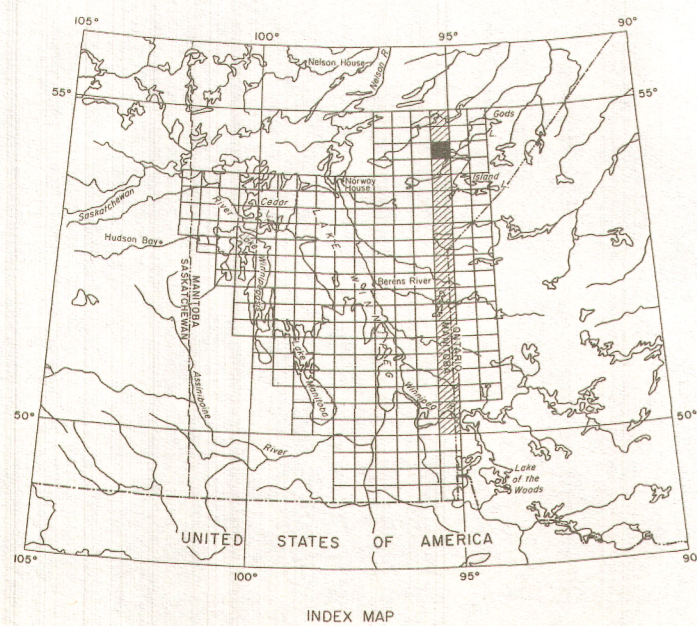 105°
100°
95°
90°
Nelson House
Nelson R
55°
55°
Gods
L
Norway
House
Island
L
Saskatchewan
River
Cedar
L
LAKE
Hudson Bay
Lake
Winnipegosis
Berens River
WINNIPEG
MANITOBA
SASKATCHEWAN
MANITOBA
ONTARIO
Lake
Manitoba
Winnipeg
Assiniboine
50°
50°
River
Lake
of the
Woods
UNITED STATES OF AMERICA
105°
100°
95°
90
INDEX MAP